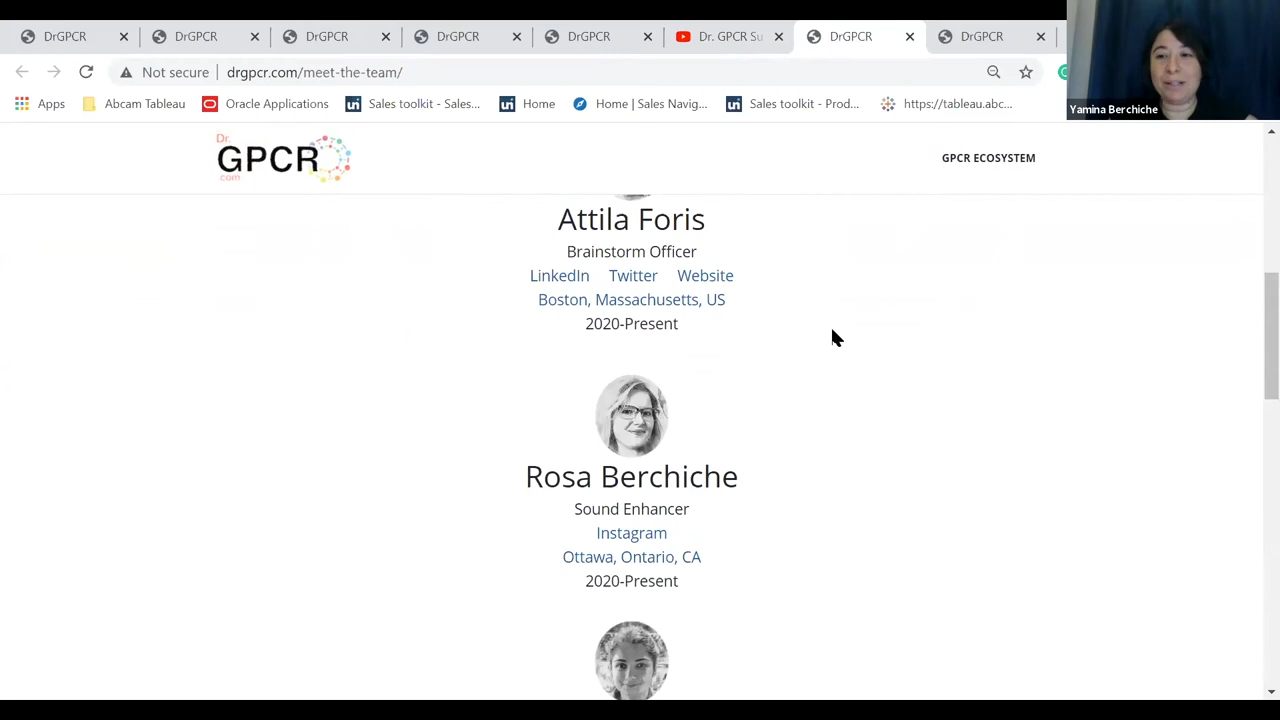 DrGPCR
DrGPCR
DrGPCR
DrGPCR
DrGPCR
Dr. GPCR Su
DrGPCR
DrGPCR
Not secure
drgpcr.com/meet-the-team/
Apps
Abcam Tableau
Oracle Applications
Sales toolkit - Sales...
Home
Home | Sales Navig...
Sales toolkit - Prod...
https://tableau.abc...
Yamina Berchiche
Dr.
GPCR
.com
GPCR ECOSYSTEM
Attila Foris
Brainstorm Officer
LinkedIn Twitter Website
Boston, Massachusetts, US
2020-Present
Rosa Berchiche
Sound Enhancer
Instagram
Ottawa, Ontario, CA
2020-Present